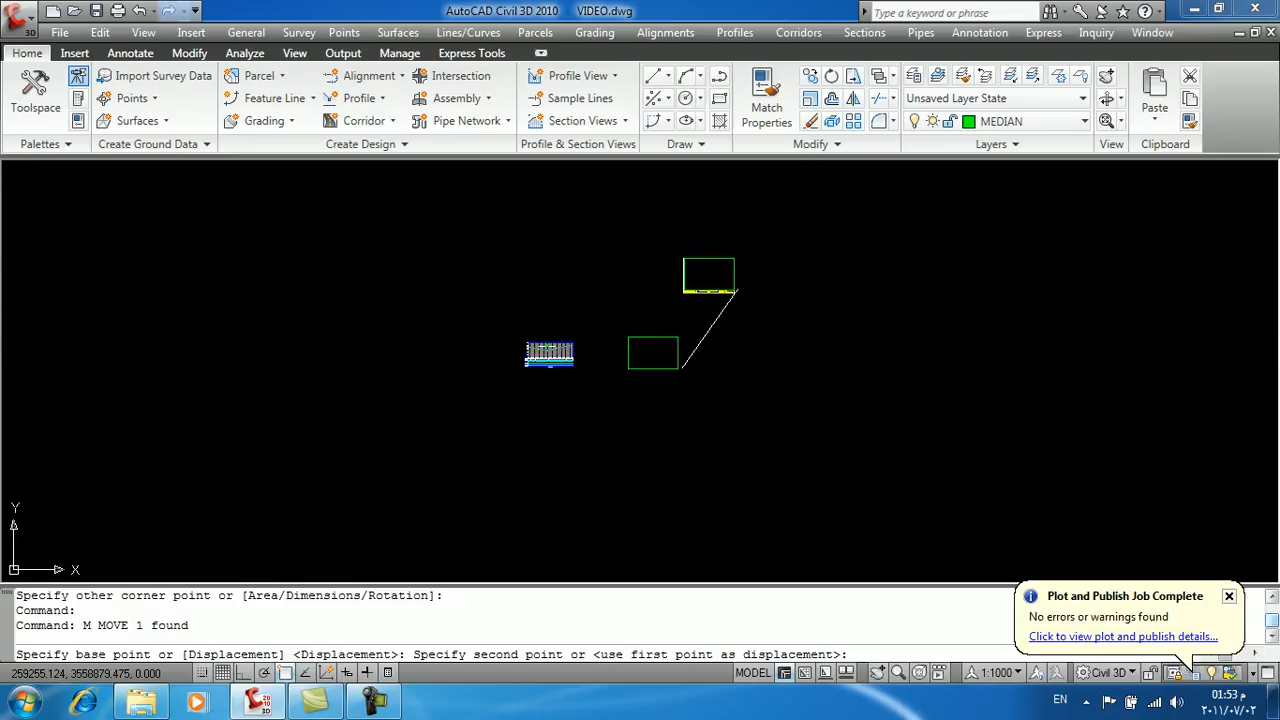 AutoCAD Civil 3D 2010 VIDEO.dwg
Type a keyword or phrase
File Edit View Insert General Survey Points Surfaces Lines/Curves Parcels Grading Alignments Profiles Corridors Sections Pipes Annotation Express Inquiry Window
Home Insert Annotate Modify Analyze View Output Manage Express Tools
Import Survey Data Parcel Alignment Intersection Profile View
Toolspace Points Feature Line Profile Assembly Sample Lines Match Properties Unsaved Layer State Paste
Surfaces Grading Corridor Pipe Network Section Views MEDIAN
Palettes Create Ground Data Create Design Profile & Section Views Draw Modify Layers View Clipboard
Y
X
Specify other corner point or [Area/Dimensions/Rotation]:
Command:
Command: M MOVE 1 found
Specify base point or [Displacement] <Displacement>: Specify second point or <use first point as displacement>:
Plot and Publish Job Complete
No errors or warnings found
Click to view plot and publish details...
259255.124, 3558879.475, 0.000 MODEL 1:1000 Civil 3D
EN 01:53 م
٢٠١١/٠٧/٠٢